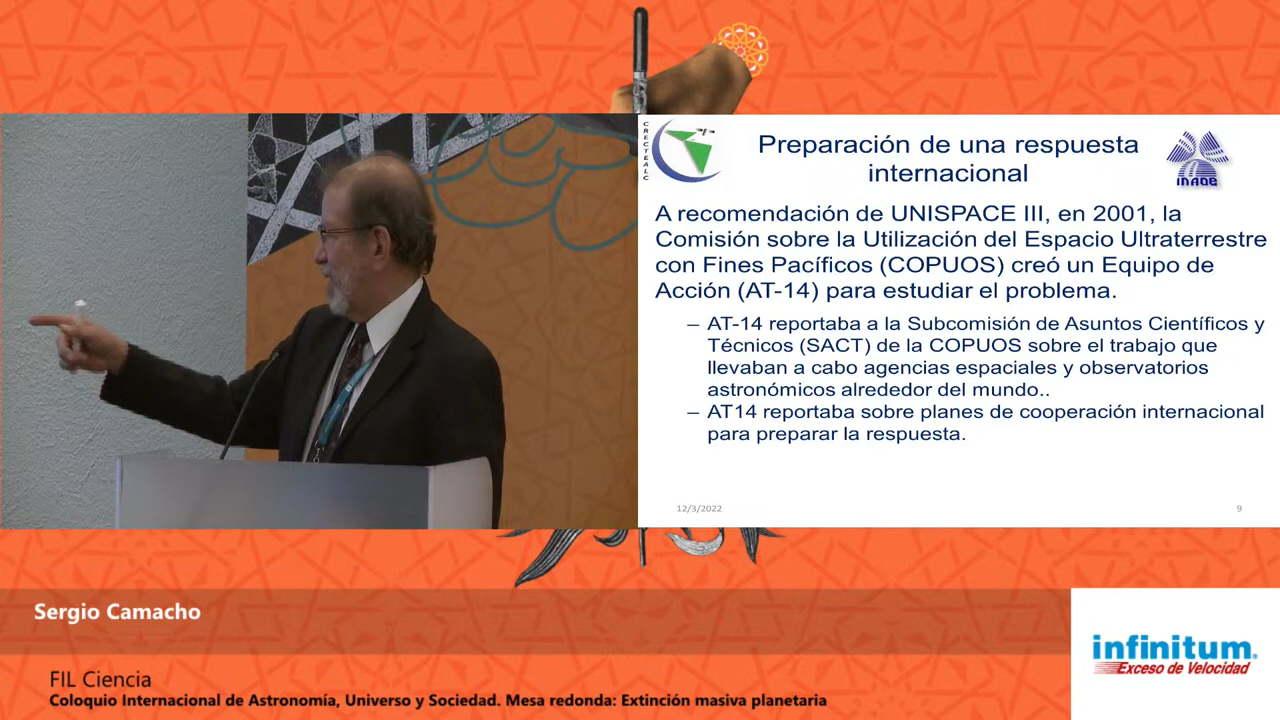 CRECTEALC
Preparación de una respuesta
internacional
INAOE
A recomendación de UNISPACE III, en 2001, la
Comisión sobre la Utilización del Espacio Ultraterrestre
con Fines Pacíficos (COPUOS) creó un Equipo de
Acción (AT-14) para estudiar el problema.
– AT-14 reportaba a la Subcomisión de Asuntos Científicos y
Técnicos (SACT) de la COPUOS sobre el trabajo que
llevaban a cabo agencias espaciales y observatorios
astronómicos alrededor del mundo..
– AT14 reportaba sobre planes de cooperación internacional
para preparar la respuesta.
12/3/2022
9
Sergio Camacho
FIL Ciencia
Coloquio Internacional de Astronomía, Universo y Sociedad. Mesa redonda: Extinción masiva planetaria
infinitum.
Exceso de Velocidad